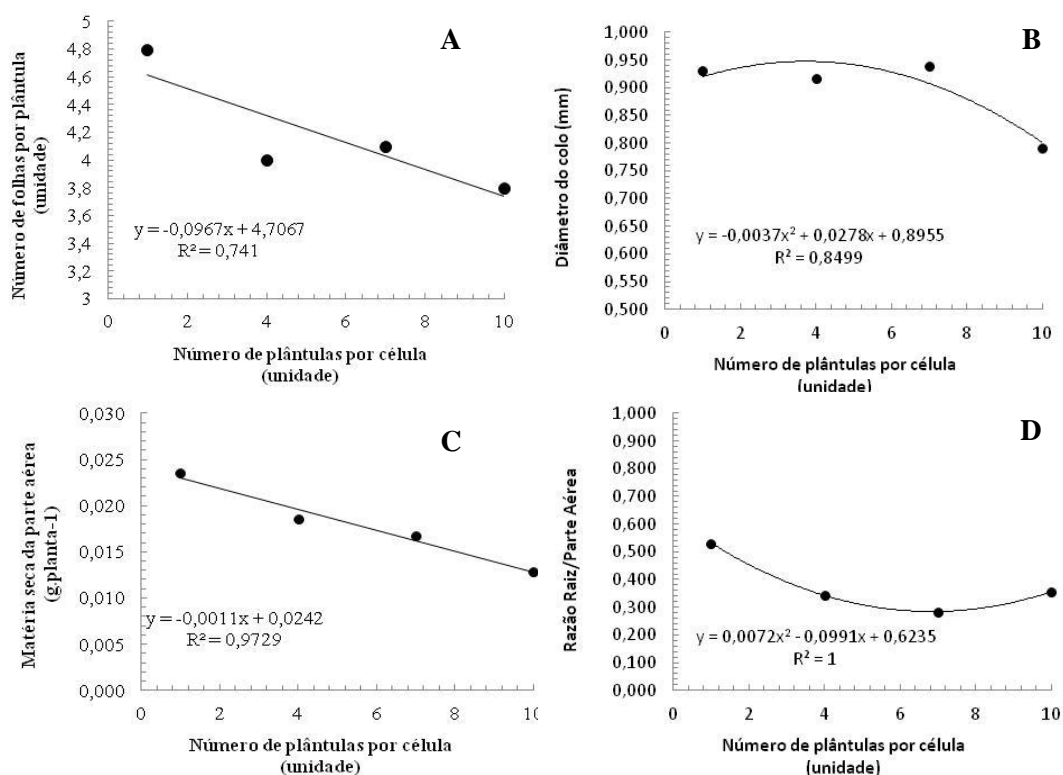 A
Número de folhas por plântula
(unidade)
5
4,8
4,6
4,4
4,2
4
3,8
3,6
3,4
3,2
3
y = -0,0967x + 4,7067
R² = 0,741
0 2 4 6 8 10
Número de plântulas por célula
(unidade)
B
Diâmetro do colo (mm)
1,000
0,950
0,900
0,850
0,800
0,750
0,700
0,650
0,600
0,550
0,500
y = -0,0037x² + 0,0278x + 0,8955
R² = 0,8499
0 2 4 6 8 10
Número de plântulas por célula
(unidade)
C
Matéria seca da parte aérea
(g.planta-1)
0,030
0,025
0,020
0,015
0,010
0,005
0,000
y = -0,0011x + 0,0242
R² = 0,9729
0 2 4 6 8 10
Número de plântulas por célula
(unidade)
D
Razão Raiz/Parte Aérea
1,000
0,900
0,800
0,700
0,600
0,500
0,400
0,300
0,200
0,100
0,000
y = 0,0072x² - 0,0991x + 0,6235
R² = 1
0 2 4 6 8 10
Número de plântulas por célula
(unidade)